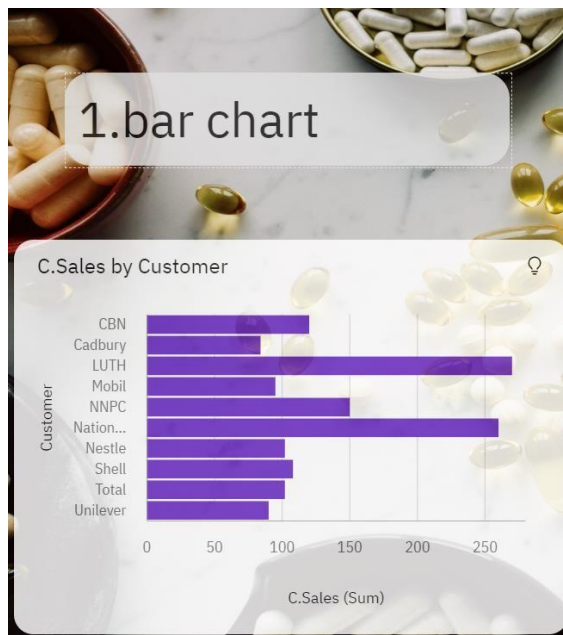 1.bar chart
C.Sales by Customer
Customer
CBN
Cadbury
LUTH
Mobil
NNPC
Nation...
Nestle
Shell
Total
Unilever
0 50 100 150 200 250
C.Sales (Sum)